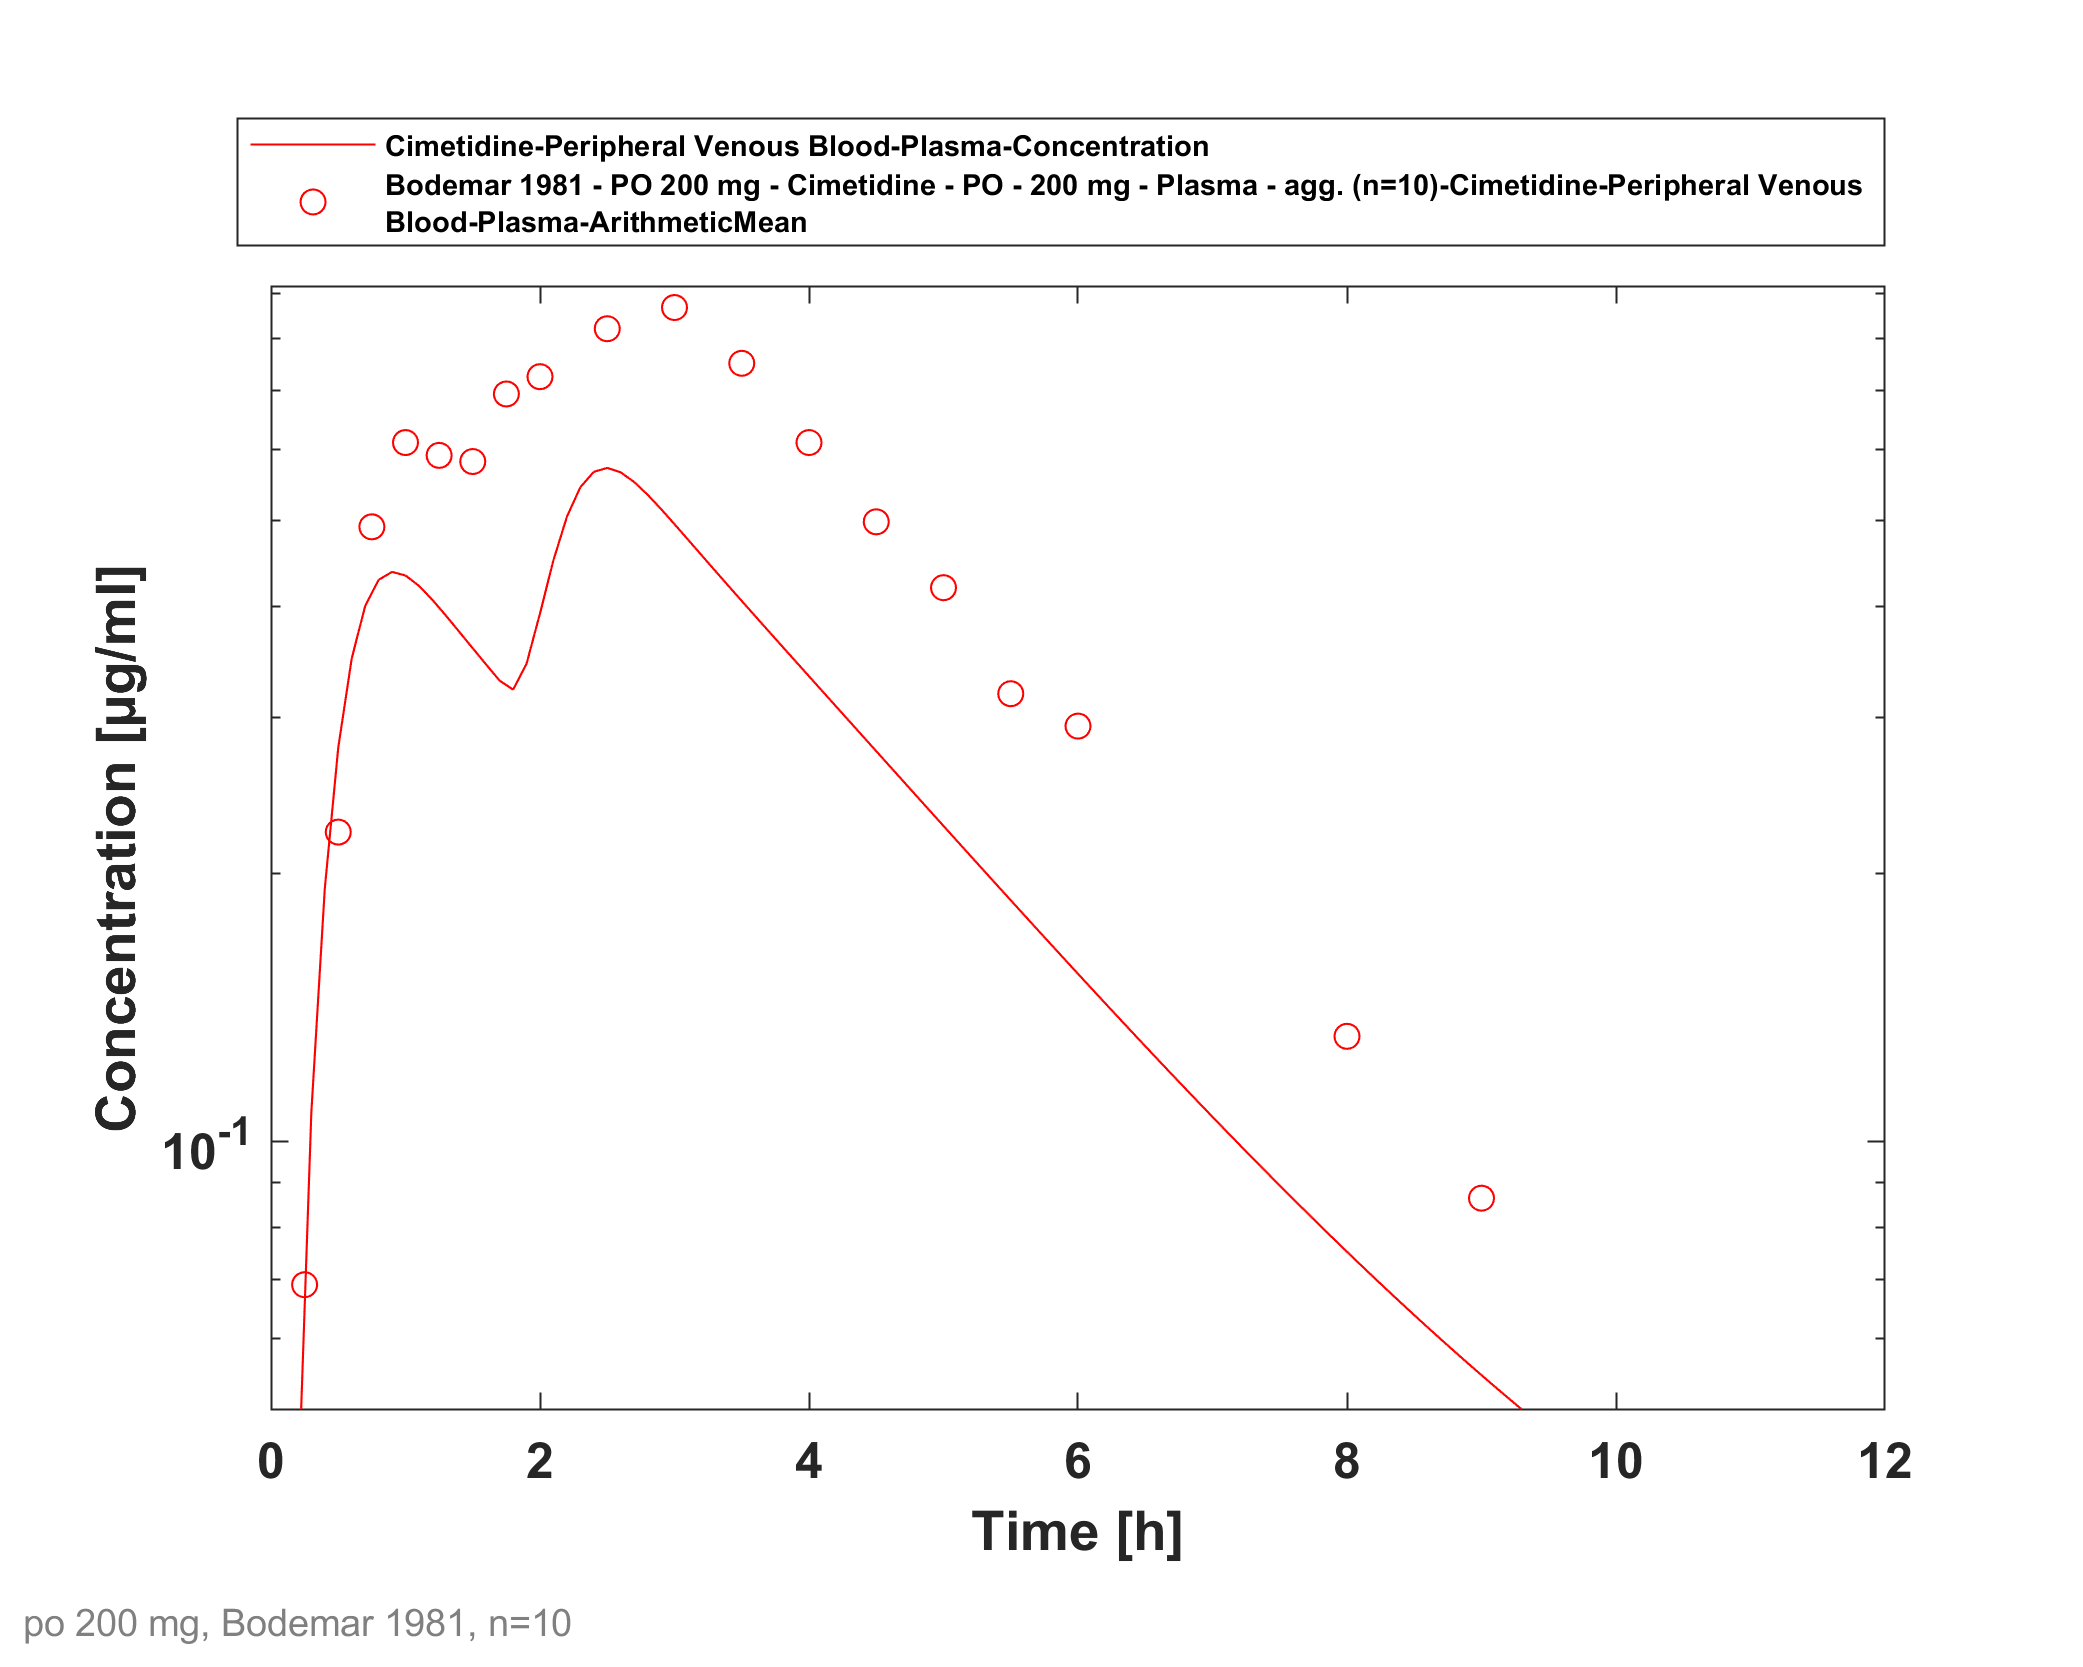 Cimetidine-Peripheral Venous Blood-Plasma-Concentration
Bodemar 1981 - PO 200 mg - Cimetidine - PO - 200 mg - Plasma - agg. (n=10)-Cimetidine-Peripheral Venous
Blood-Plasma-ArithmeticMean
Concentration [µg/ml]
10-1
0 2 4 6 8 10 12
Time [h]
po 200 mg, Bodemar 1981, n=10